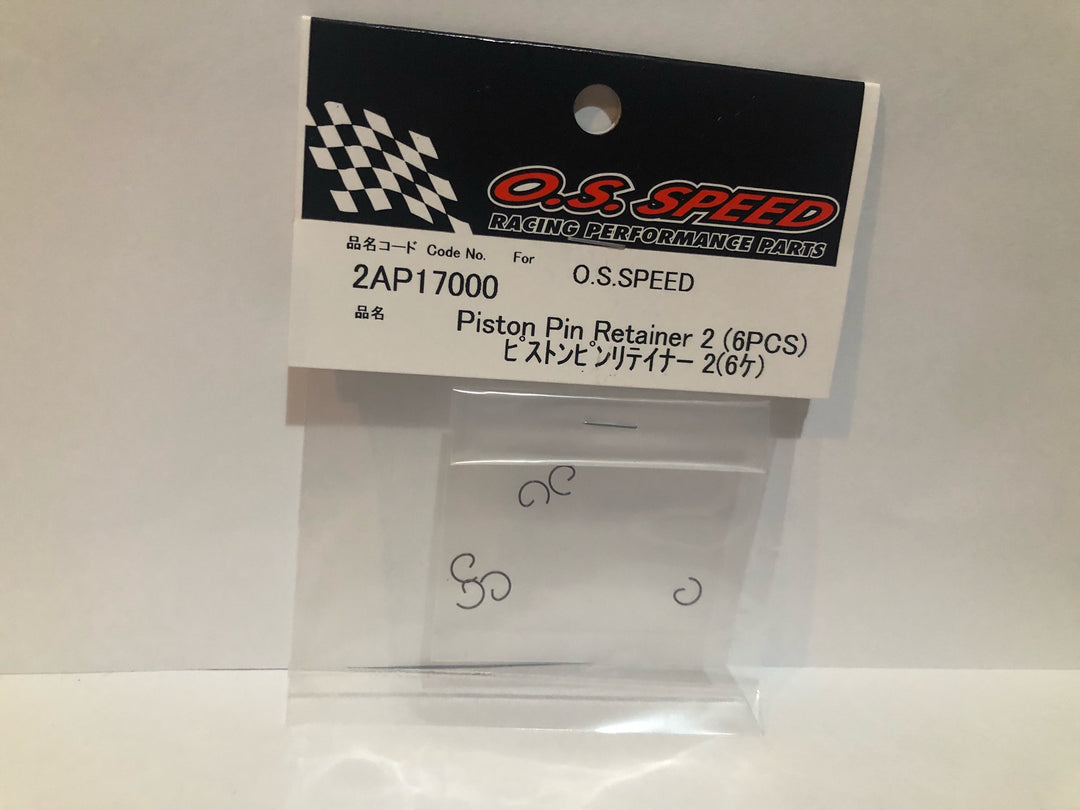 O.S. SPEED
RACING PERFORMANCE PARTS
品名コード Code No. For O.S.SPEED
2AP17000
品名 Piston Pin Retainer 2 (6PCS)
ピストンピンリテイナー 2(6ケ)